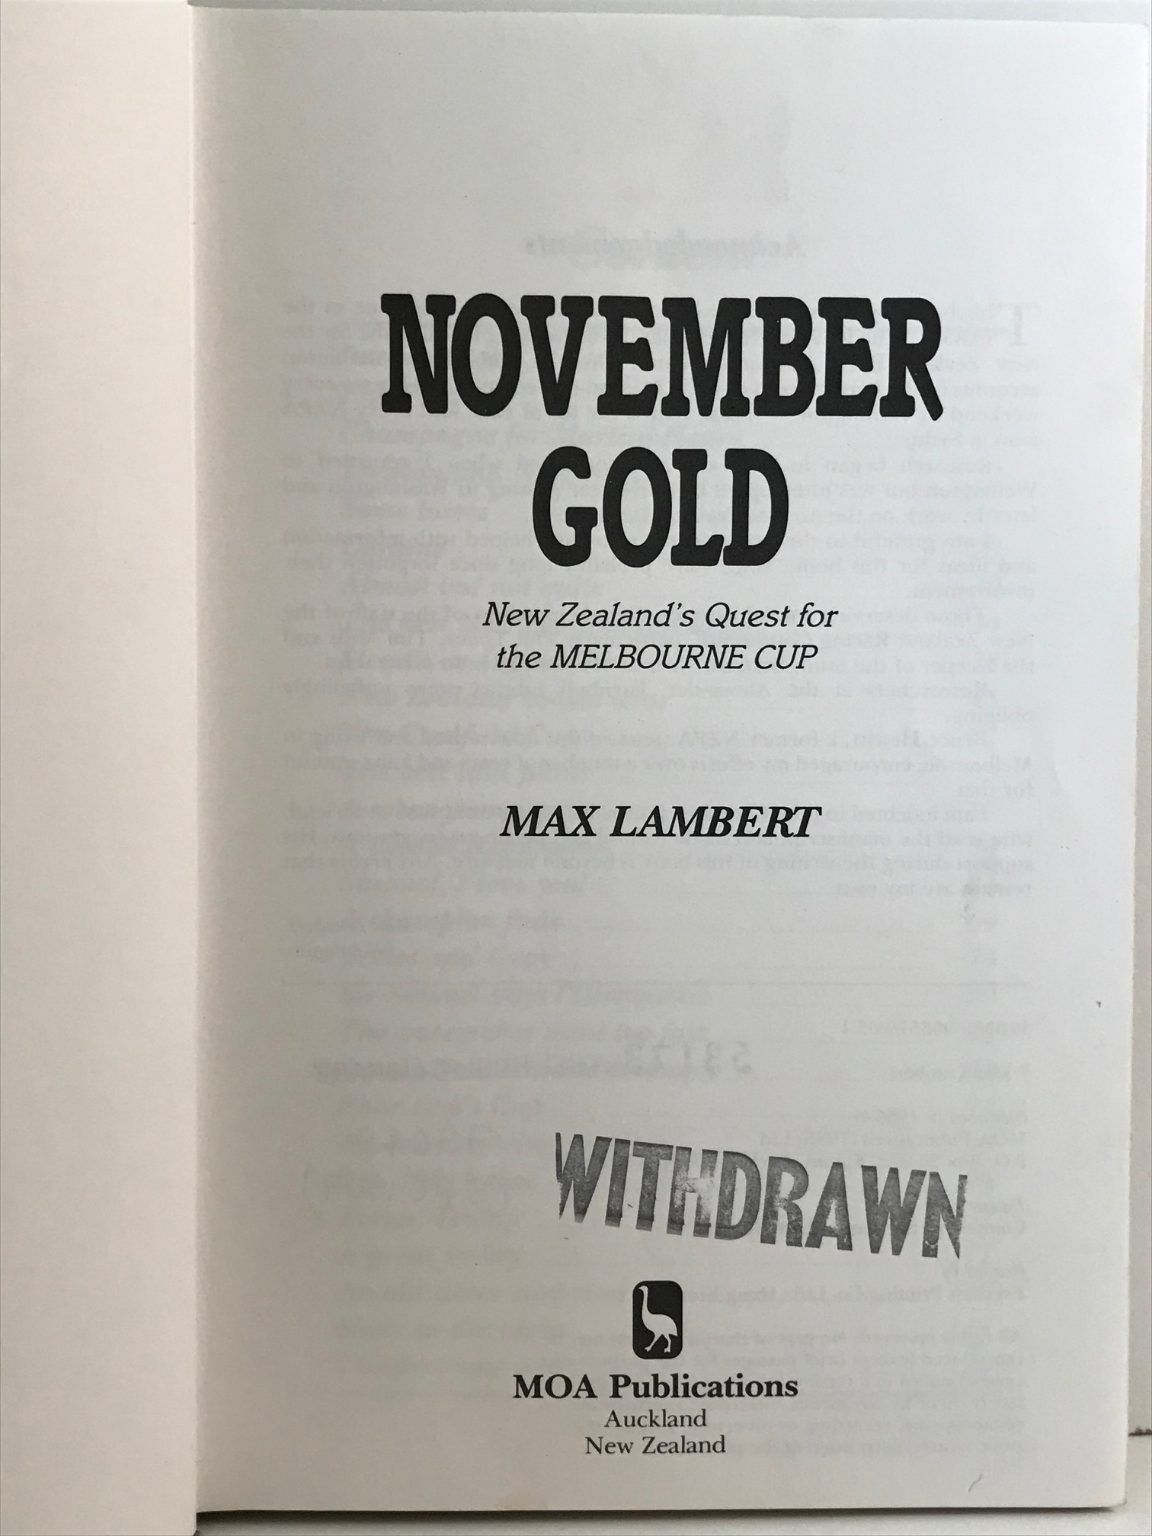 NOVEMBER
GOLD
New Zealand's Quest for
the MELBOURNE CUP
MAX LAMBERT
WITHDRAWN
MOA Publications
Auckland
New Zealand